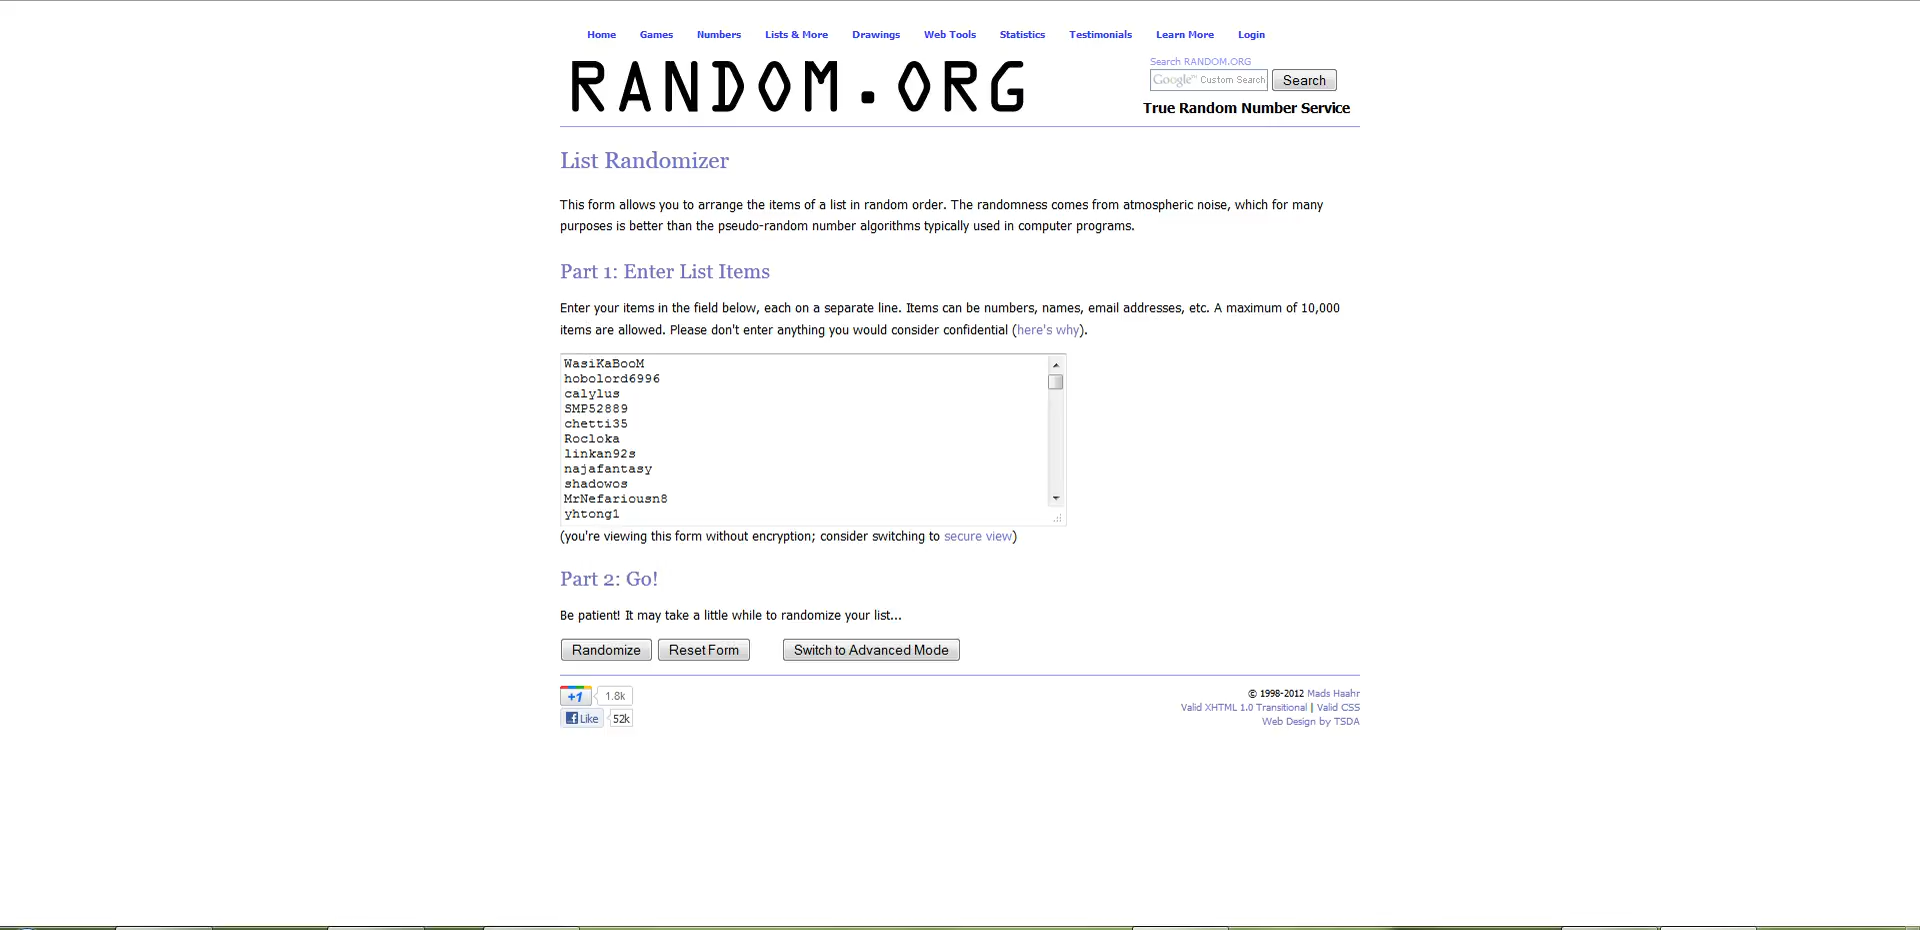 Home Games Numbers Lists & More Drawings Web Tools Statistics Testimonials Learn More Login
RANDOM.ORG
Search RANDOM.ORG
Google™ Custom Search Search
True Random Number Service
List Randomizer
This form allows you to arrange the items of a list in random order. The randomness comes from atmospheric noise, which for many
purposes is better than the pseudo-random number algorithms typically used in computer programs.
Part 1: Enter List Items
Enter your items in the field below, each on a separate line. Items can be numbers, names, email addresses, etc. A maximum of 10,000
items are allowed. Please don't enter anything you would consider confidential (here's why).
WasiKaBooM
hobolord6996
calylus
SMP52889
chetti35
Rocloka
linkan92s
najafantasy
shadowos
MrNefariousn8
yhtong1
(you're viewing this form without encryption; consider switching to secure view)
Part 2: Go!
Be patient! It may take a little while to randomize your list...
Randomize Reset Form Switch to Advanced Mode
+1 1.8k
Like 52k
© 1998-2012 Mads Haahr
Valid XHTML 1.0 Transitional | Valid CSS
Web Design by TSDA